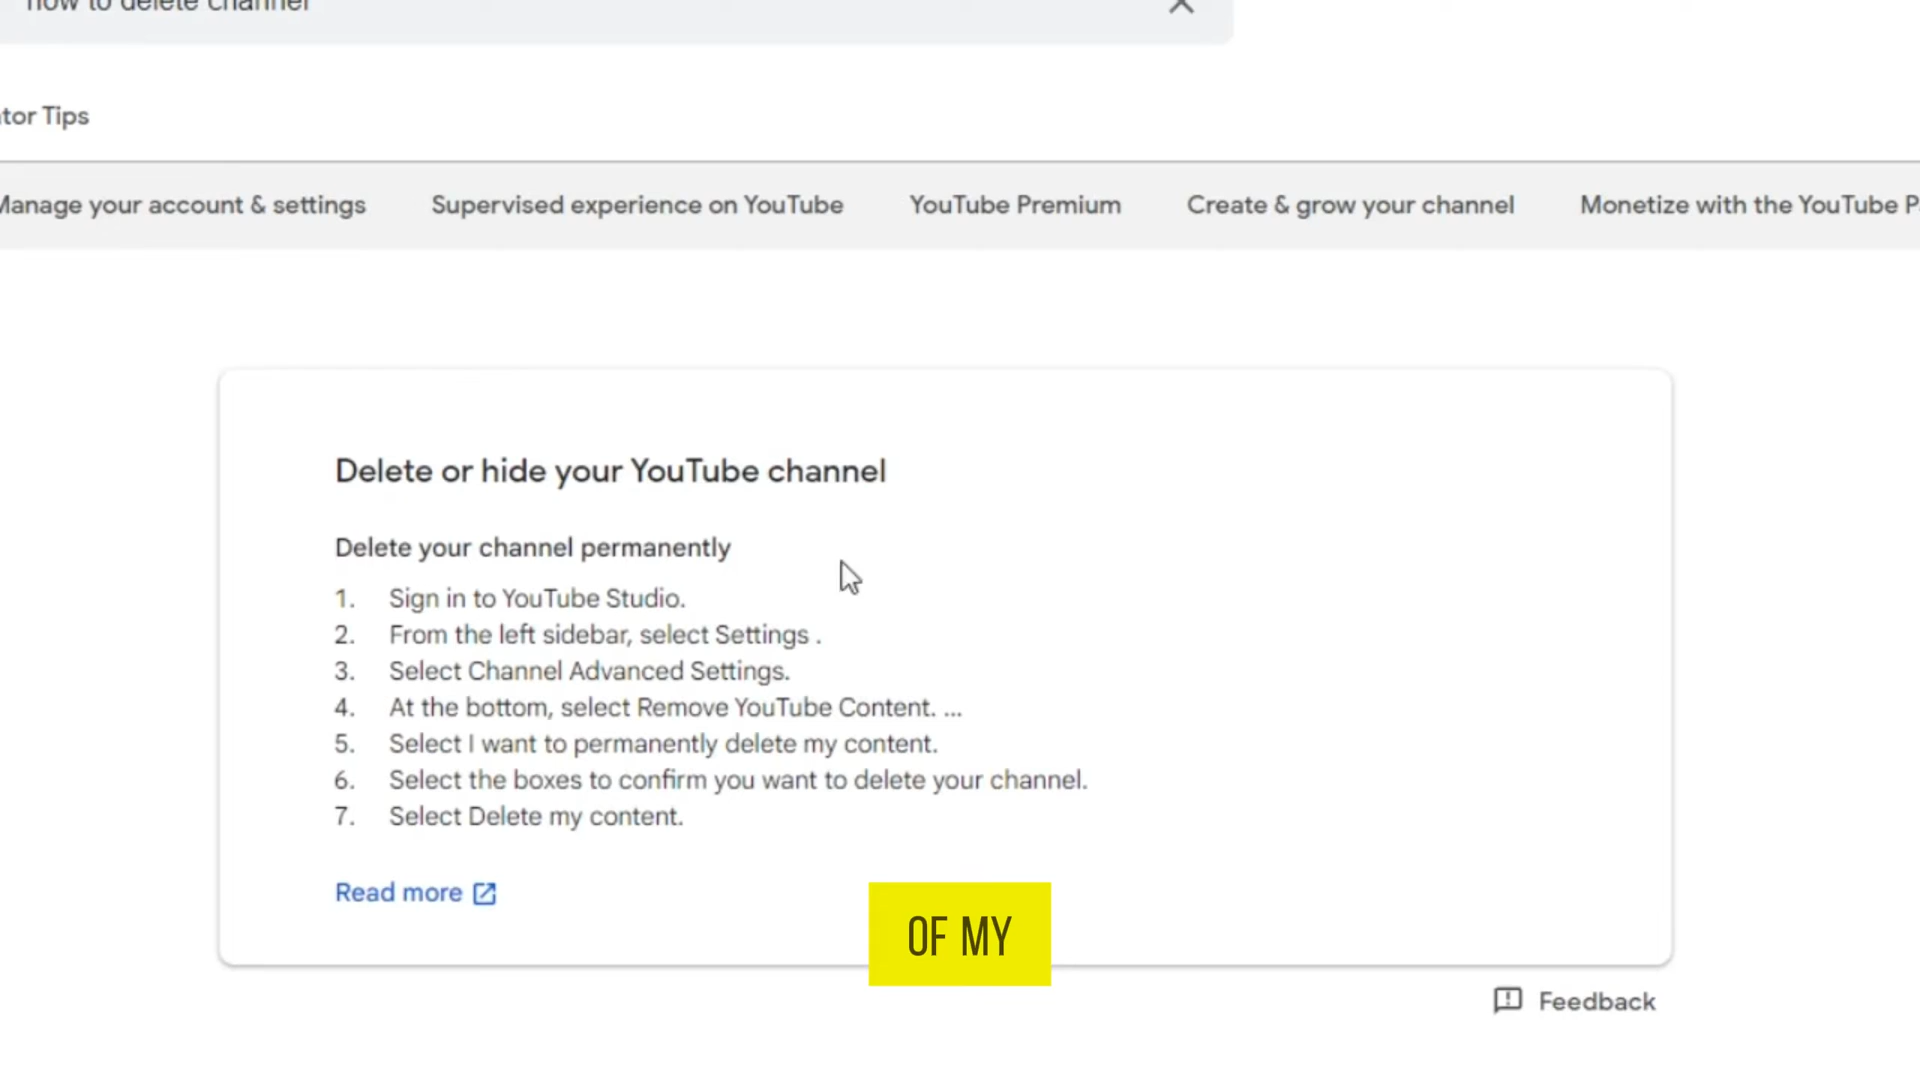 how to delete channel
tor Tips
Manage your account & settings Supervised experience on YouTube YouTube Premium Create & grow your channel Monetize with the YouTube P
Delete or hide your YouTube channel
Delete your channel permanently
1. Sign in to YouTube Studio.
2. From the left sidebar, select Settings .
3. Select Channel Advanced Settings.
4. At the bottom, select Remove YouTube Content. ...
5. Select I want to permanently delete my content.
6. Select the boxes to confirm you want to delete your channel.
7. Select Delete my content.
Read more
OF MY
Feedback